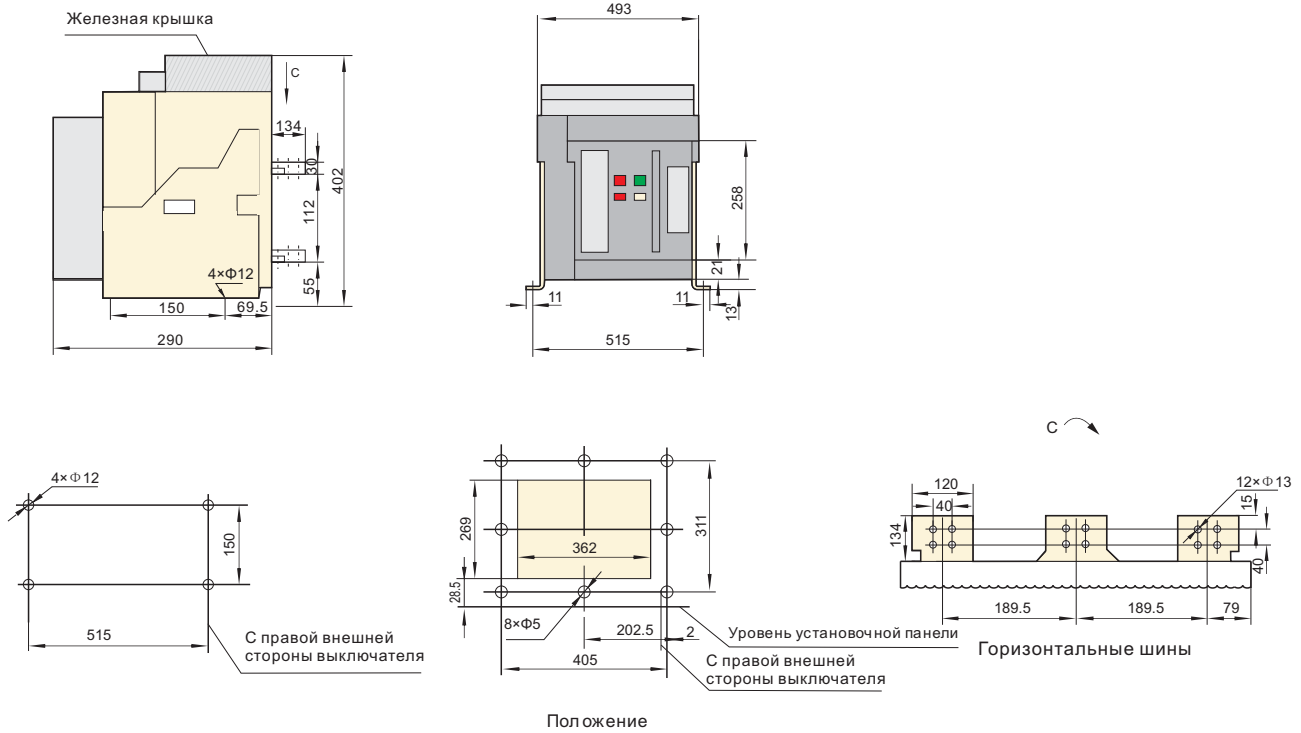 Железная крышка
C
134
30
402
112
4×Φ12
55
150
69.5
290
493
258
21
11
11
13
515
4×Φ12
150
515
С правой внешней
стороны выключателя
269
362
311
28.5
8×Φ5
202.5
2
405
Уровень установочной панели
С правой внешней
стороны выключателя
Положение
C
120
40
12×Φ13
15
134
40
189.5
189.5
79
Горизонтальные шины